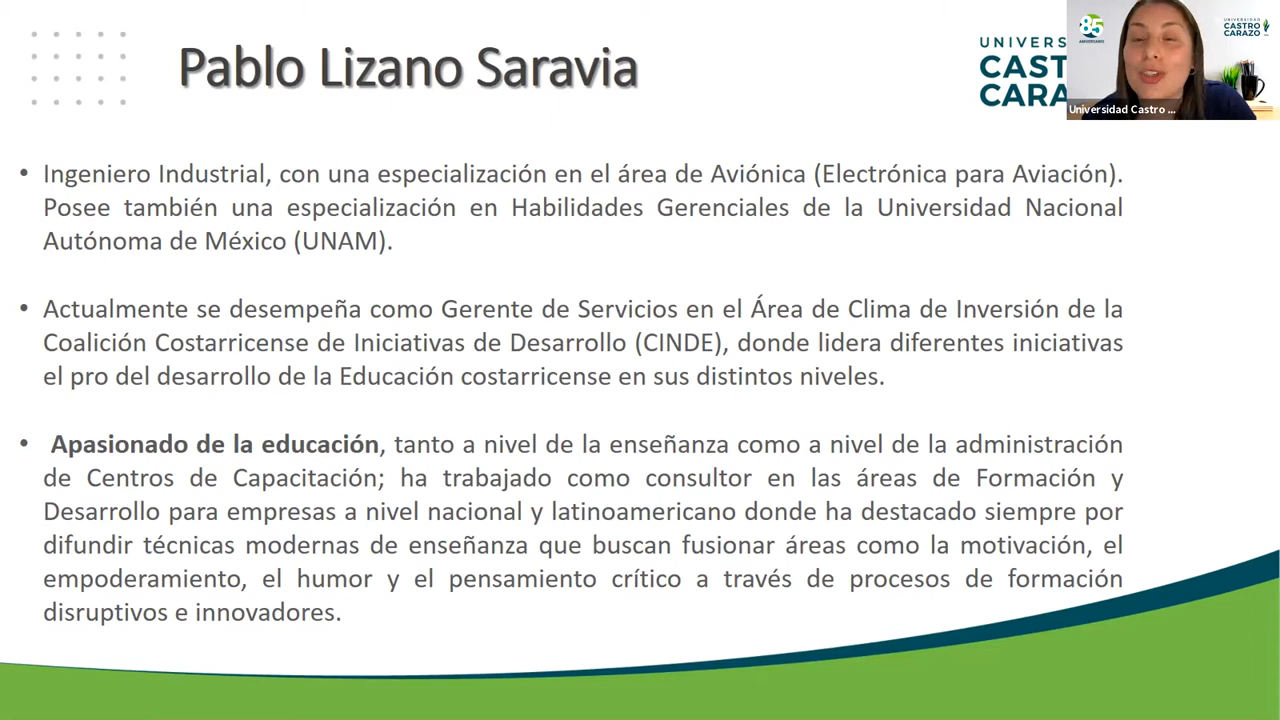 Pablo Lizano Saravia
UNIVERS
CAST
CARA
85
ANIVERSARIO
UNIVERSIDAD
CASTRO
CARAZO
Universidad Castro ...
• Ingeniero Industrial, con una especialización en el área de Aviónica (Electrónica para Aviación).
Posee también una especialización en Habilidades Gerenciales de la Universidad Nacional
Autónoma de México (UNAM).
• Actualmente se desempeña como Gerente de Servicios en el Área de Clima de Inversión de la
Coalición Costarricense de Iniciativas de Desarrollo (CINDE), donde lidera diferentes iniciativas
el pro del desarrollo de la Educación costarricense en sus distintos niveles.
• Apasionado de la educación, tanto a nivel de la enseñanza como a nivel de la administración
de Centros de Capacitación; ha trabajado como consultor en las áreas de Formación y
Desarrollo para empresas a nivel nacional y latinoamericano donde ha destacado siempre por
difundir técnicas modernas de enseñanza que buscan fusionar áreas como la motivación, el
empoderamiento, el humor y el pensamiento crítico a través de procesos de formación
disruptivos e innovadores.